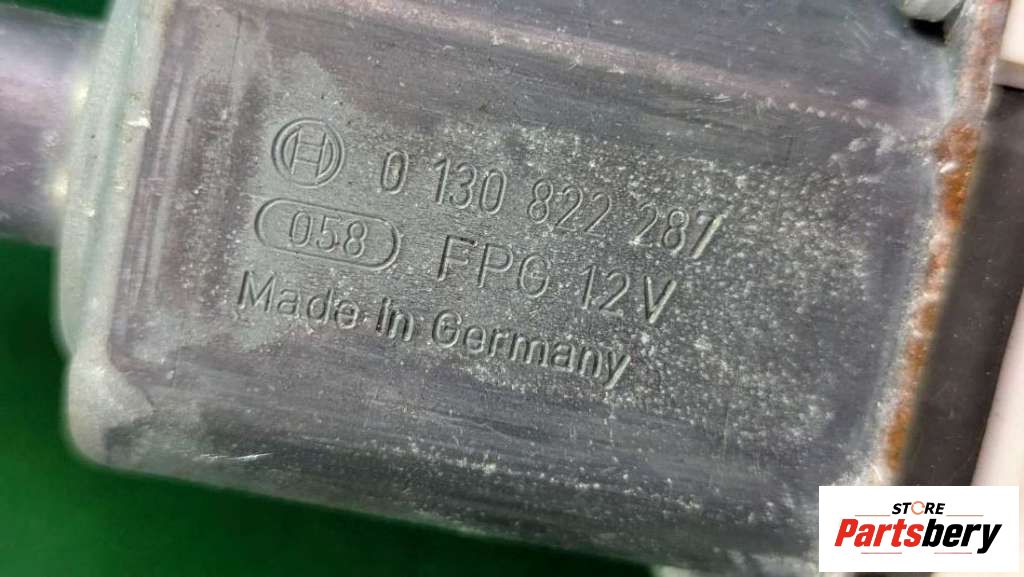 0 130 822 287
058 FPG 12V
Made in Germany
STORE
Partsbery